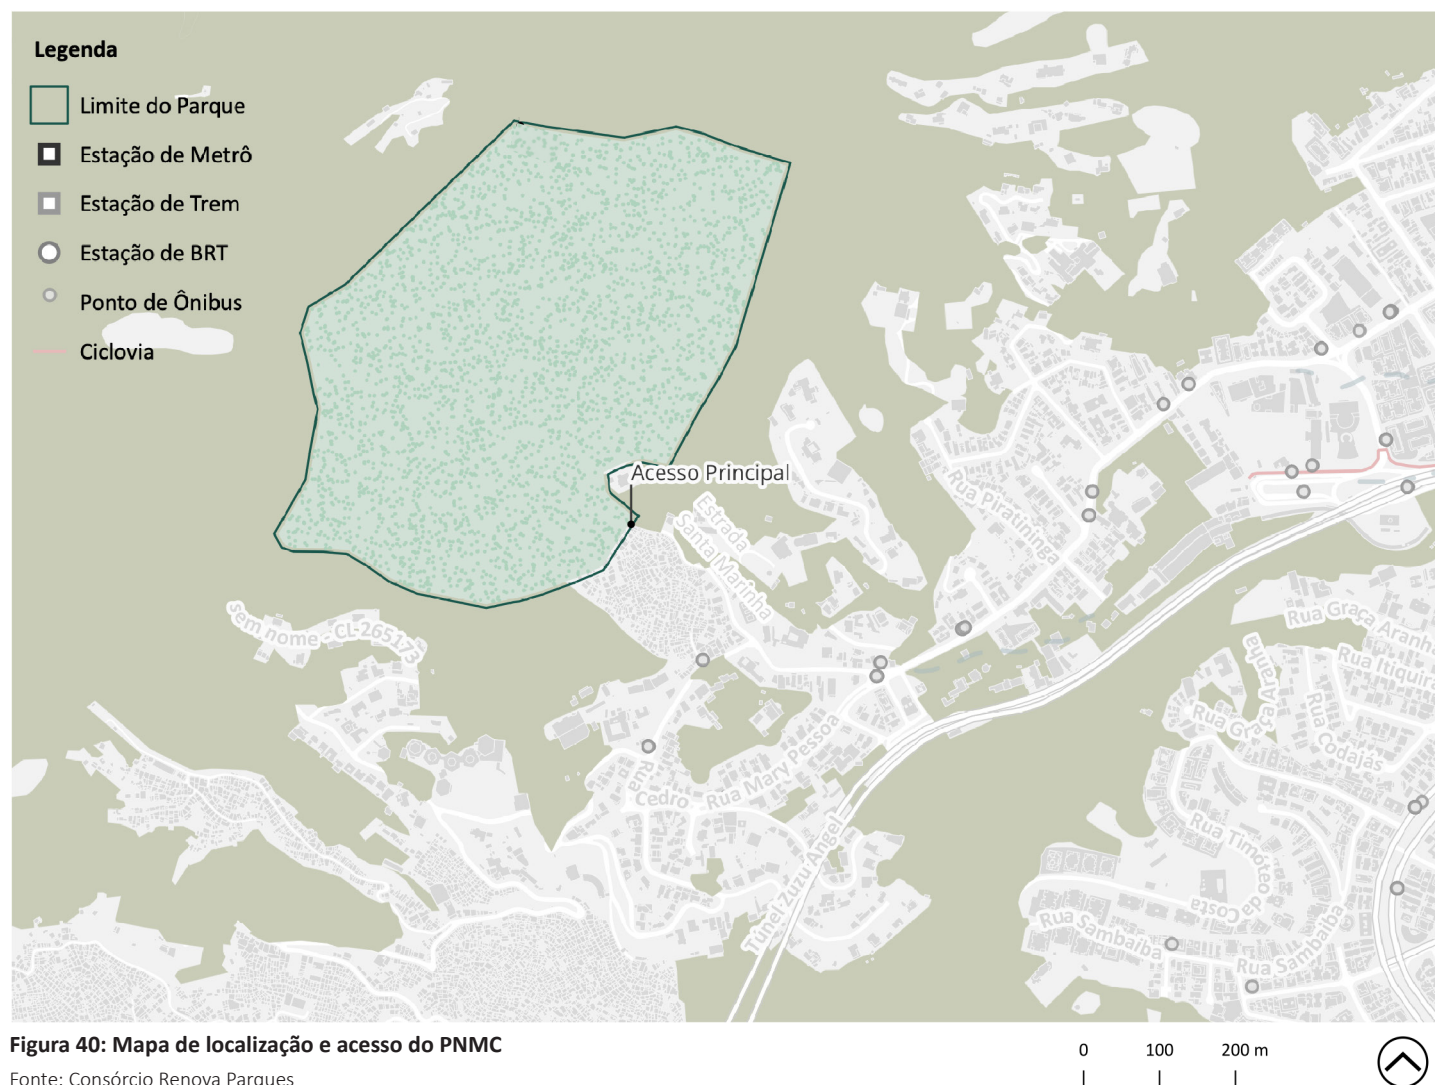 Legenda
Limite do Parque
Estação de Metrô
Estação de Trem
Estação de BRT
Ponto de Ônibus
Ciclovia
Acesso Principal
Rua Piratininga
Estrada
Santa Marinha
sem nome - CL265173
Rua Graça Aranha
Rua Itiquira
Rua Graça Aranha
Rua Codajás
Rua Mary Pessoa
Rua
Cedro
Túnel Zuzu Angel
Rua Timóteo
da Costa
Rua Sambaíba
Rua Sambaíba
Figura 40: Mapa de localização e acesso do PNMC
Fonte: Consórcio Renova Parques
0 100 200 m